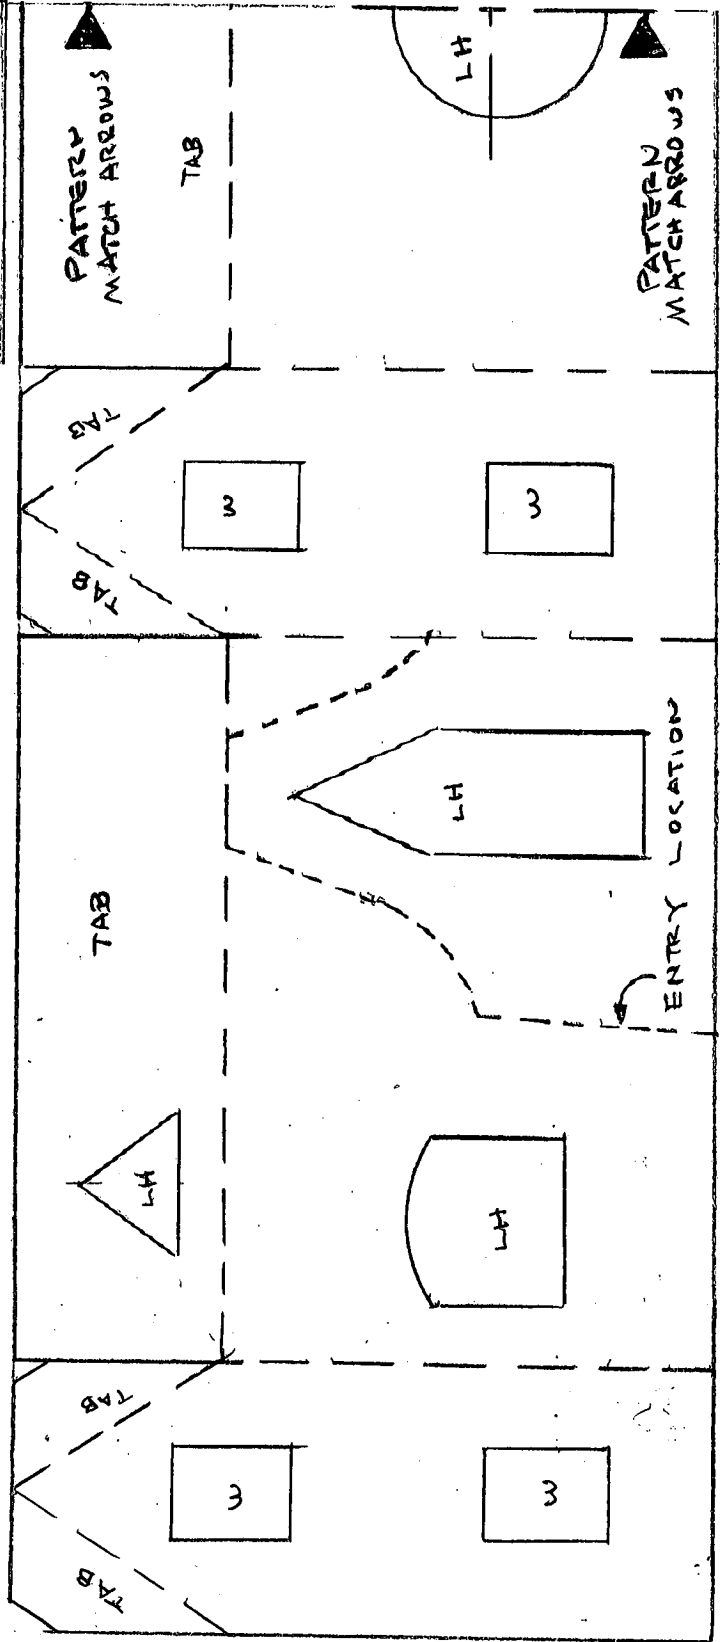 PATTERN
MATCH ARROWS
TAB
LH
PATTERN
MATCH ARROWS
TAB
TAB
3
3
LH
ENTRY LOCATION
TAB
LH
LH
TAB
TAB
3
3